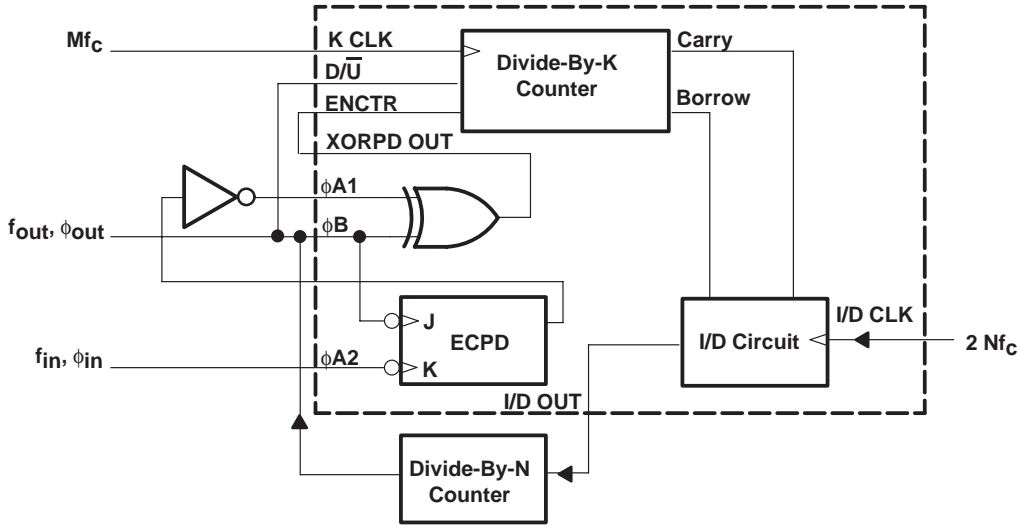 Mfc
K CLK
D/U̅
ENCTR
XORPD OUT
Divide-By-K
Counter
Carry
Borrow
ϕA1
ϕB
fout, ϕout
J
ECPD
K
fin, ϕin
ϕA2
I/D Circuit
I/D CLK
2 Nfc
I/D OUT
Divide-By-N
Counter